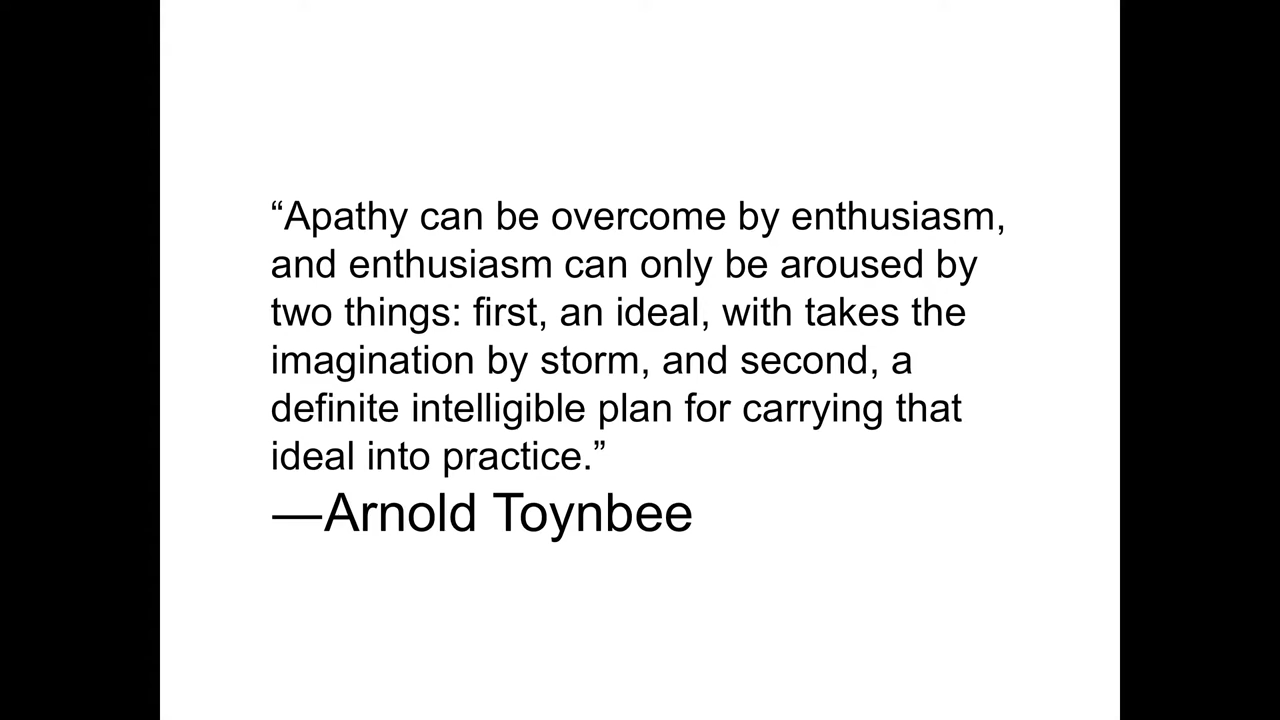 “Apathy can be overcome by enthusiasm,
and enthusiasm can only be aroused by
two things: first, an ideal, with takes the
imagination by storm, and second, a
definite intelligible plan for carrying that
ideal into practice.”
—Arnold Toynbee